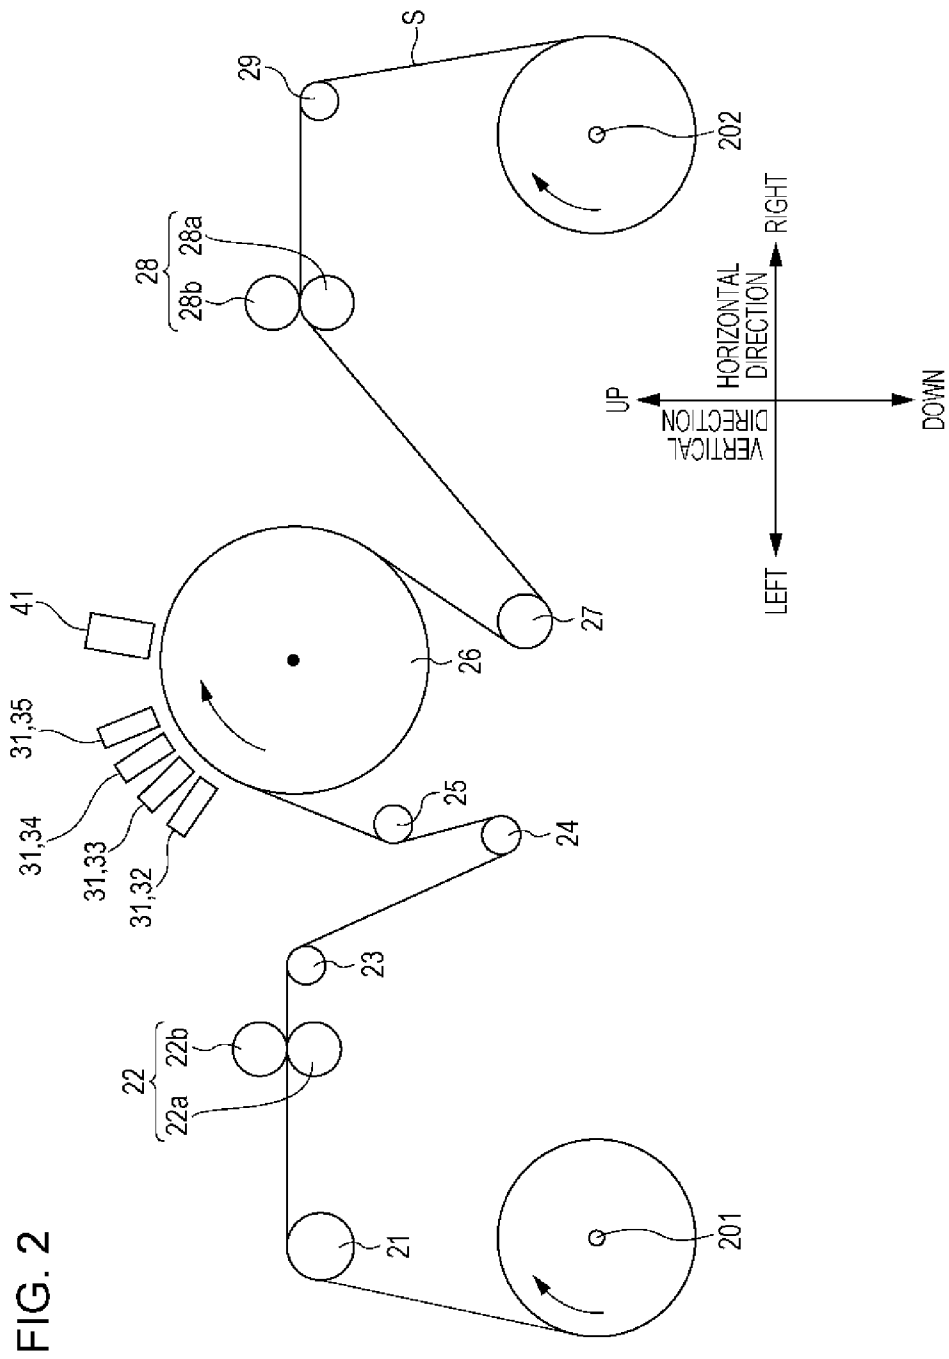 FIG. 2
31,35
41
31,34
31,33
31,32
22
22a
22b
28
28b
28a
29
S
21
23
24
25
26
27
201
202
UP
VERTICAL
DIRECTION
HORIZONTAL
DIRECTION
LEFT
RIGHT
DOWN